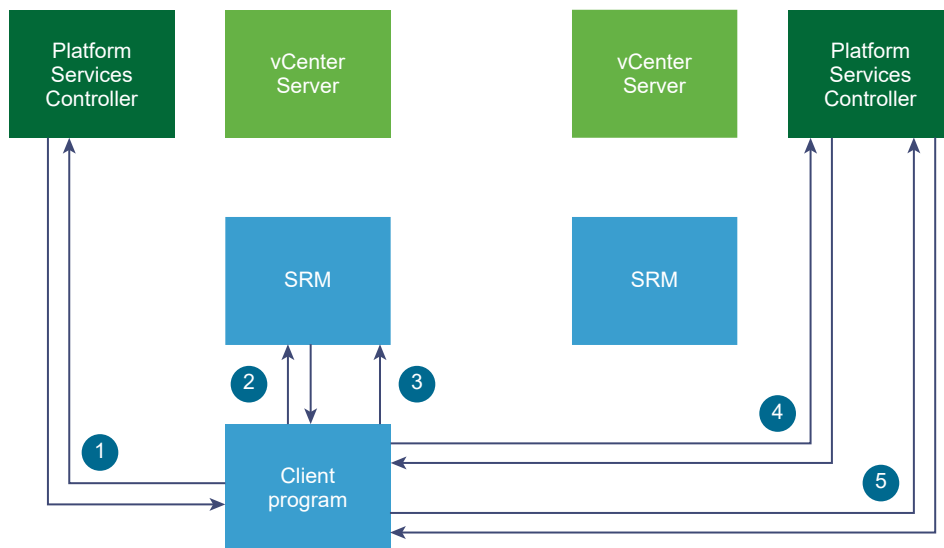 Platform
Services
Controller
vCenter
Server
vCenter
Server
Platform
Services
Controller
SRM
SRM
2
3
4
1
Client
program
5